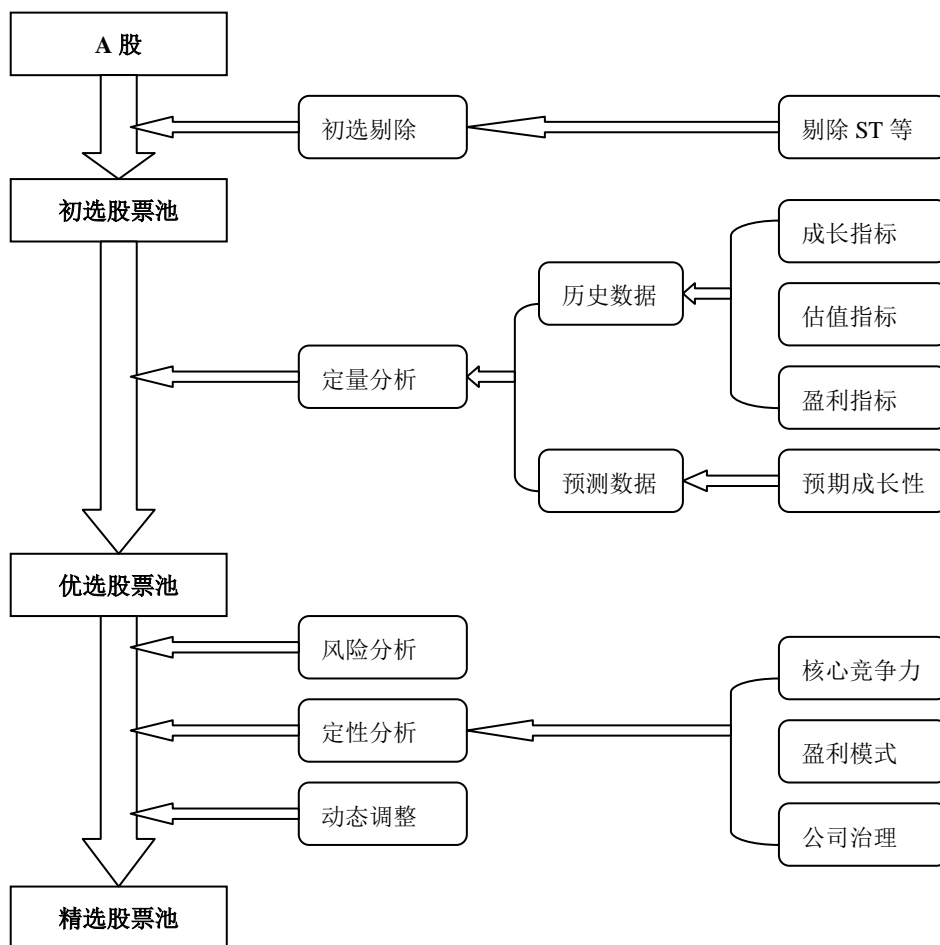 A 股
初选剔除
剔除 ST 等
初选股票池
成长指标
历史数据
估值指标
定量分析
盈利指标
预测数据
预期成长性
优选股票池
风险分析
核心竞争力
定性分析
盈利模式
动态调整
公司治理
精选股票池